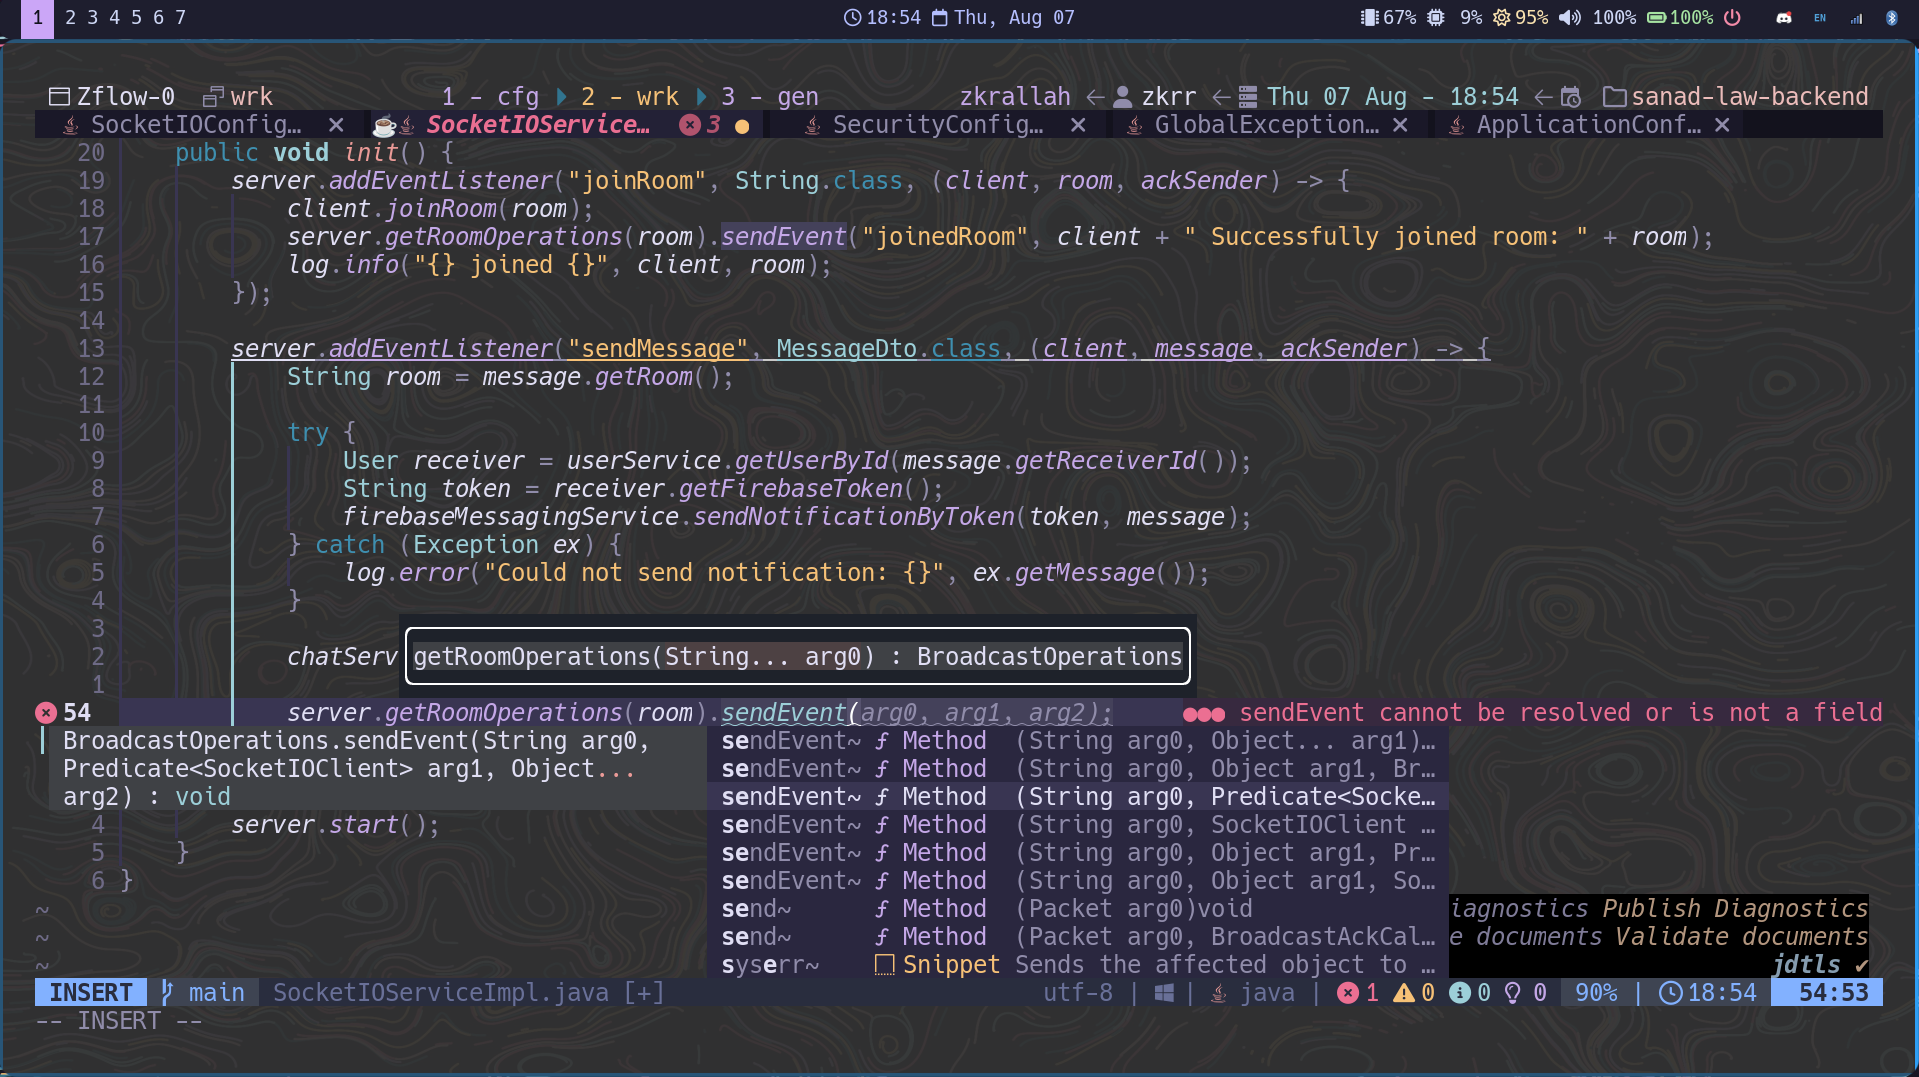 1 2 3 4 5 6 7 18:54 Thu, Aug 07 67% 9% 95% 100% 100% EN
Zflow-0 wrk 1 - cfg 2 - wrk 3 - gen zkrallah zkrr Thu 07 Aug - 18:54 sanad-law-backend
SocketIOConfig… SocketIOService… 3 SecurityConfig… GlobalException… ApplicationConf…
20 public void init() {
19 server.addEventListener("joinRoom", String.class, (client, room, ackSender) -> {
18 client.joinRoom(room);
17 server.getRoomOperations(room).sendEvent("joinedRoom", client + " Successfully joined room: " + room);
16 log.info("{} joined {}", client, room);
15 });
14
13 server.addEventListener("sendMessage", MessageDto.class, (client, message, ackSender) -> {
12 String room = message.getRoom();
11
10 try {
9 User receiver = userService.getUserById(message.getReceiverId());
8 String token = receiver.getFirebaseToken();
7 firebaseMessagingService.sendNotificationByToken(token, message);
6 } catch (Exception ex) {
5 log.error("Could not send notification: {}", ex.getMessage());
4 }
3
2 chatServ getRoomOperations(String... arg0) : BroadcastOperations
1
54 server.getRoomOperations(room).sendEvent(arg0, arg1, arg2); sendEvent cannot be resolved or is not a field
BroadcastOperations.sendEvent(String arg0, sendEvent~ Method (String arg0, Object... arg1)…
Predicate<SocketIOClient> arg1, Object... sendEvent~ Method (String arg0, Object arg1, Br…
arg2) : void sendEvent~ Method (String arg0, Predicate<Socke…
4 server.start(); sendEvent~ Method (String arg0, SocketIOClient …
5 } sendEvent~ Method (String arg0, Object arg1, Pr…
6 } sendEvent~ Method (String arg0, Object arg1, So…
~ send~ Method (Packet arg0)void iagnostics Publish Diagnostics
~ send~ Method (Packet arg0, BroadcastAckCal… e documents Validate documents
~ syserr~ Snippet Sends the affected object to … jdtls ✔
INSERT main SocketIOServiceImpl.java [+] utf-8 | | java | 1 0 0 0 90% | 18:54 54:53
-- INSERT --